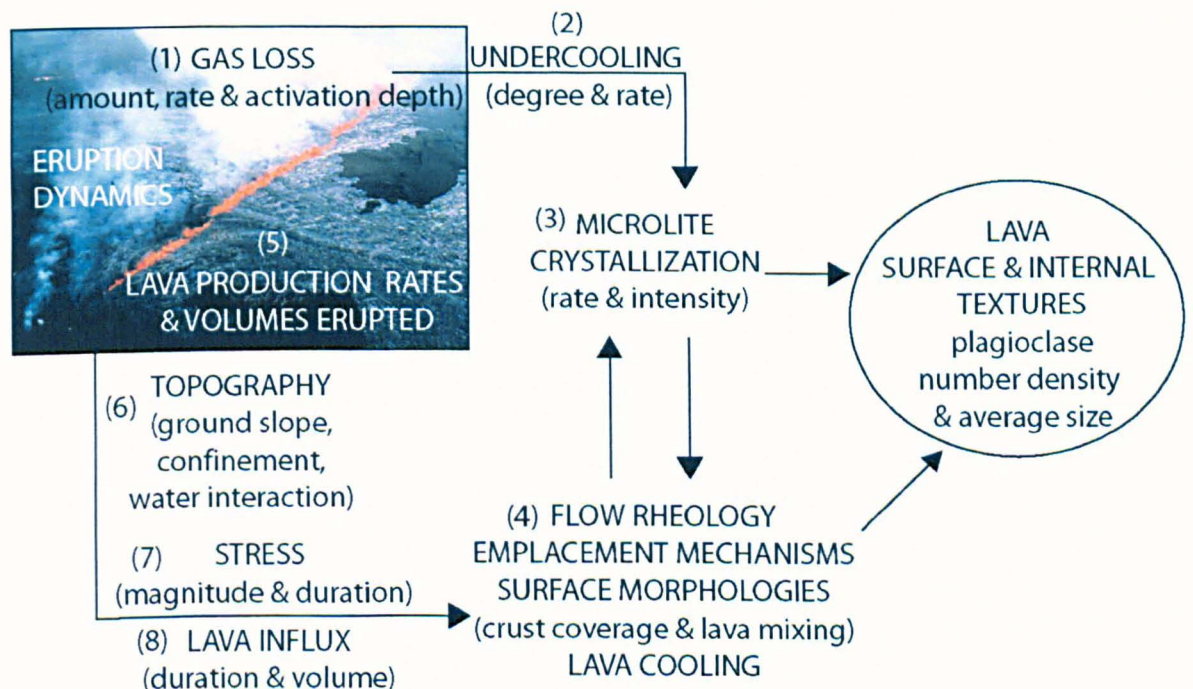 (1) GAS LOSS
(amount, rate & activation depth)
ERUPTION
DYNAMICS
(5)
LAVA PRODUCTION RATES
& VOLUMES ERUPTED
(2)
UNDERCOOLING
(degree & rate)
(3) MICROLITE
CRYSTALLIZATION
(rate & intensity)
LAVA
SURFACE & INTERNAL
TEXTURES
plagioclase
number density
& average size
(6) TOPOGRAPHY
(ground slope,
confinement,
water interaction)
(7) STRESS
(magnitude & duration)
(8) LAVA INFLUX
(duration & volume)
(4) FLOW RHEOLOGY
EMPLACEMENT MECHANISMS
SURFACE MORPHOLOGIES
(crust coverage & lava mixing)
LAVA COOLING